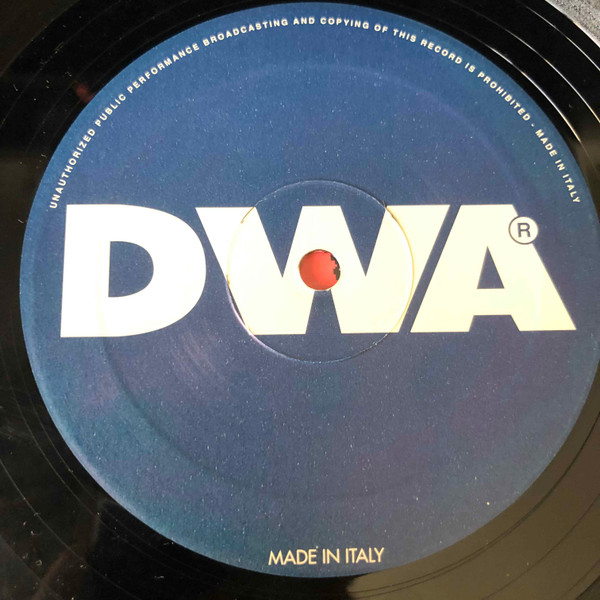 UNAUTHORIZED PUBLIC PERFORMANCE BROADCASTING AND COPYING OF THIS RECORD IS PROHIBITED - MADE IN ITALY
DWA®
MADE IN ITALY